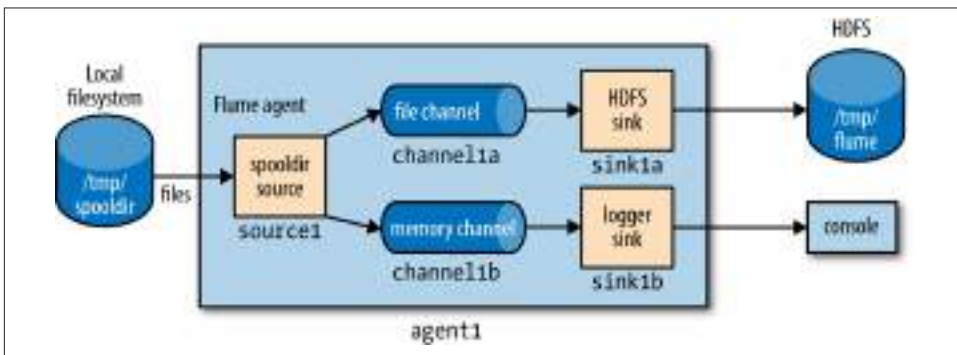 HDFS
Local
filesystem
Flume agent
file channel
HDFS
sink
/tmp/
flume
channel1a
sink1a
spooldir
source
/tmp/
spooldir
files
source1
memory channel
logger
sink
console
channel1b
sink1b
agent1